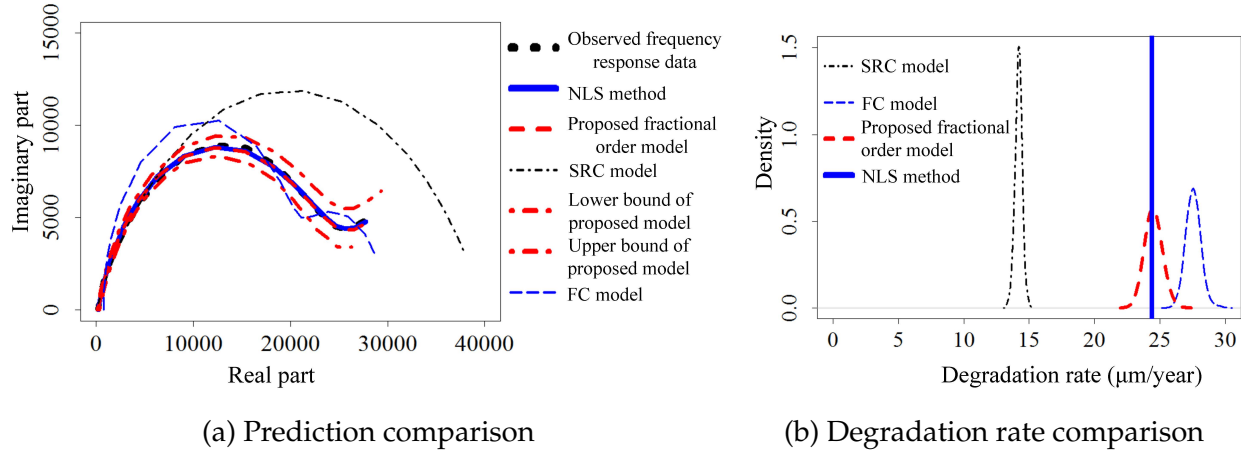 15000
10000
5000
0
Imaginary part
0
10000
20000
30000
40000
Real part
Observed frequency
response data
NLS method
Proposed fractional
order model
SRC model
Lower bound of
proposed model
Upper bound of
proposed model
FC model
(a) Prediction comparison
1.5
1.0
0.5
0.0
Density
0
5
10
15
20
25
30
Degradation rate (μm/year)
SRC model
FC model
Proposed fractional
order model
NLS method
(b) Degradation rate comparison